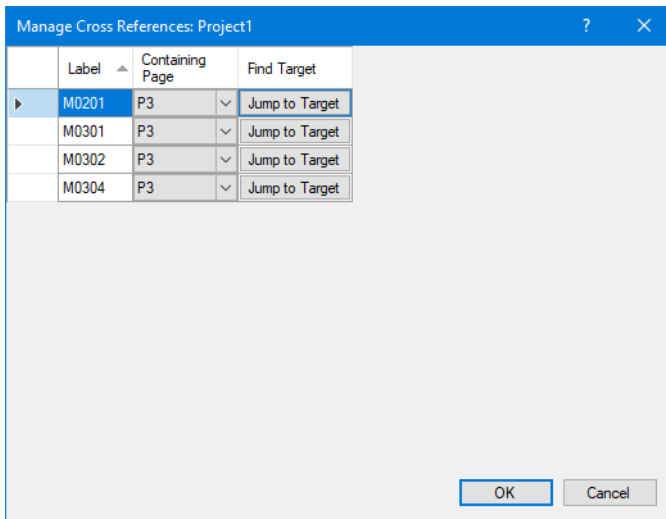 Manage Cross References: Project1 ?
Label Containing Page Find Target
M0201 P3 Jump to Target
M0301 P3 Jump to Target
M0302 P3 Jump to Target
M0304 P3 Jump to Target
OK Cancel